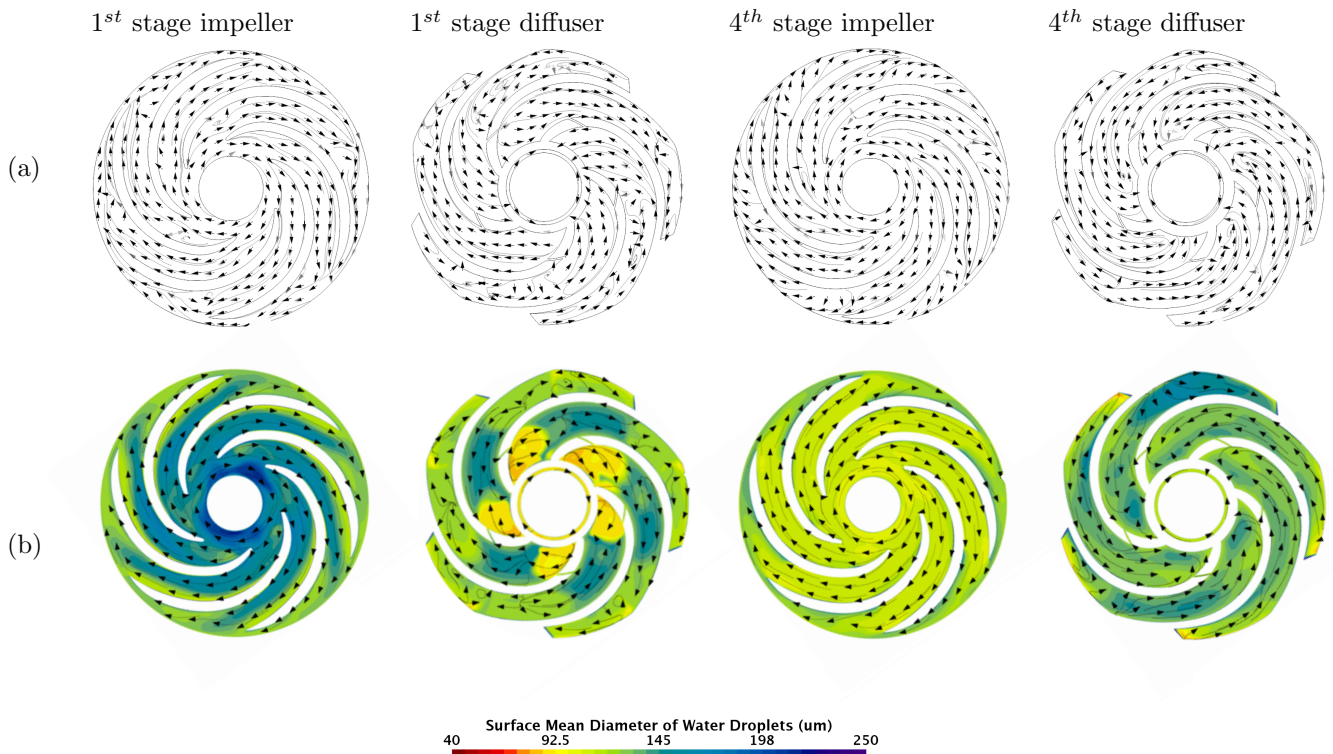 1st stage impeller 1st stage diffuser 4th stage impeller 4th stage diffuser
(a)
(b)
Surface Mean Diameter of Water Droplets (um)
40 92.5 145 198 250